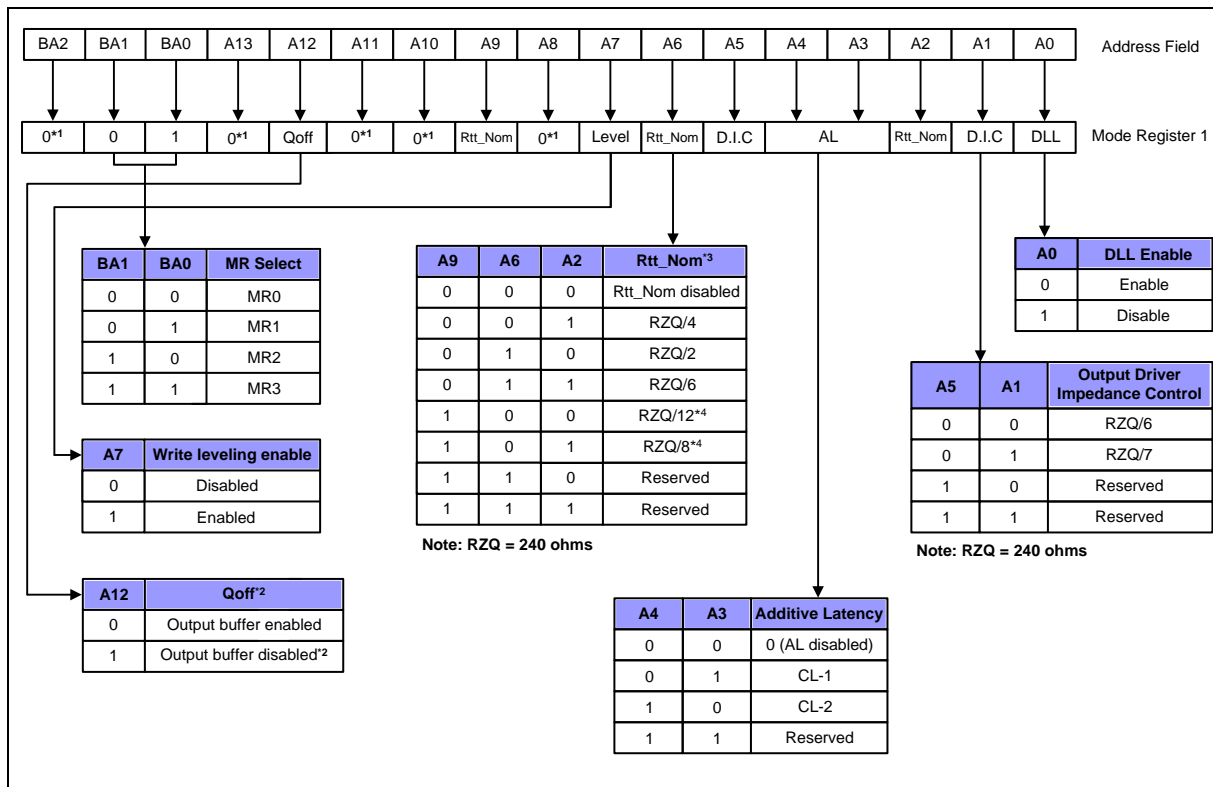 BA2 BA1 BA0 A13 A12 A11 A10 A9 A8 A7 A6 A5 A4 A3 A2 A1 A0 Address Field
0*1 0 1 0*1 Qoff 0*1 0*1 Rtt_Nom 0*1 Level Rtt_Nom D.I.C AL Rtt_Nom D.I.C DLL Mode Register 1
BA1 BA0 MR Select
0 0 MR0
0 1 MR1
1 0 MR2
1 1 MR3
A7 Write leveling enable
0 Disabled
1 Enabled
A12 Qoff*2
0 Output buffer enabled
1 Output buffer disabled*2
A9 A6 A2 Rtt_Nom*3
0 0 0 Rtt_Nom disabled
0 0 1 RZQ/4
0 1 0 RZQ/2
0 1 1 RZQ/6
1 0 0 RZQ/12*4
1 0 1 RZQ/8*4
1 1 0 Reserved
1 1 1 Reserved
Note: RZQ = 240 ohms
A4 A3 Additive Latency
0 0 0 (AL disabled)
0 1 CL-1
1 0 CL-2
1 1 Reserved
A0 DLL Enable
0 Enable
1 Disable
A5 A1 Output Driver
Impedance Control
0 0 RZQ/6
0 1 RZQ/7
1 0 Reserved
1 1 Reserved
Note: RZQ = 240 ohms